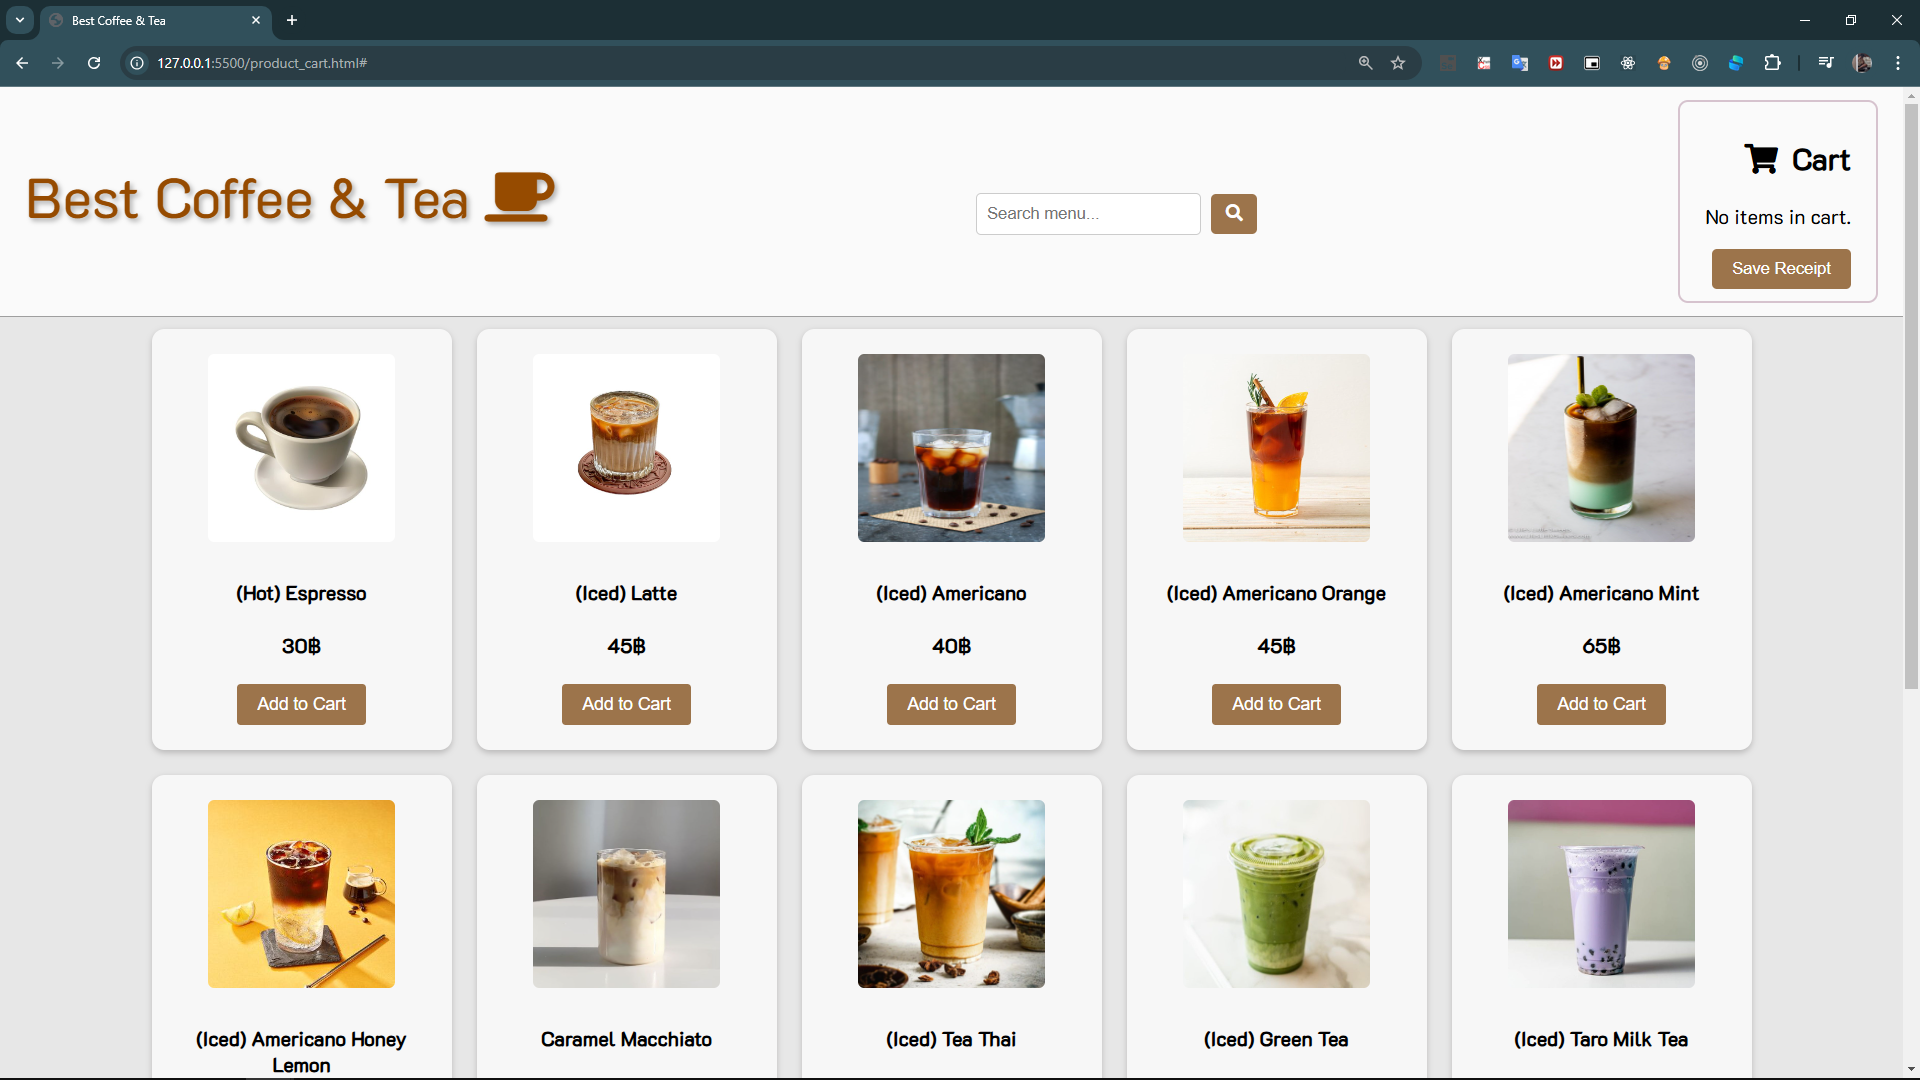 Best Coffee & Tea
127.0.0.1:5500/product_cart.html#
Best Coffee & Tea
Search menu...
Cart
No items in cart.
Save Receipt
(Hot) Espresso
30฿
Add to Cart
(Iced) Latte
45฿
Add to Cart
(Iced) Americano
40฿
Add to Cart
(Iced) Americano Orange
45฿
Add to Cart
(Iced) Americano Mint
65฿
Add to Cart
(Iced) Americano Honey
Lemon
Caramel Macchiato
(Iced) Tea Thai
(Iced) Green Tea
(Iced) Taro Milk Tea